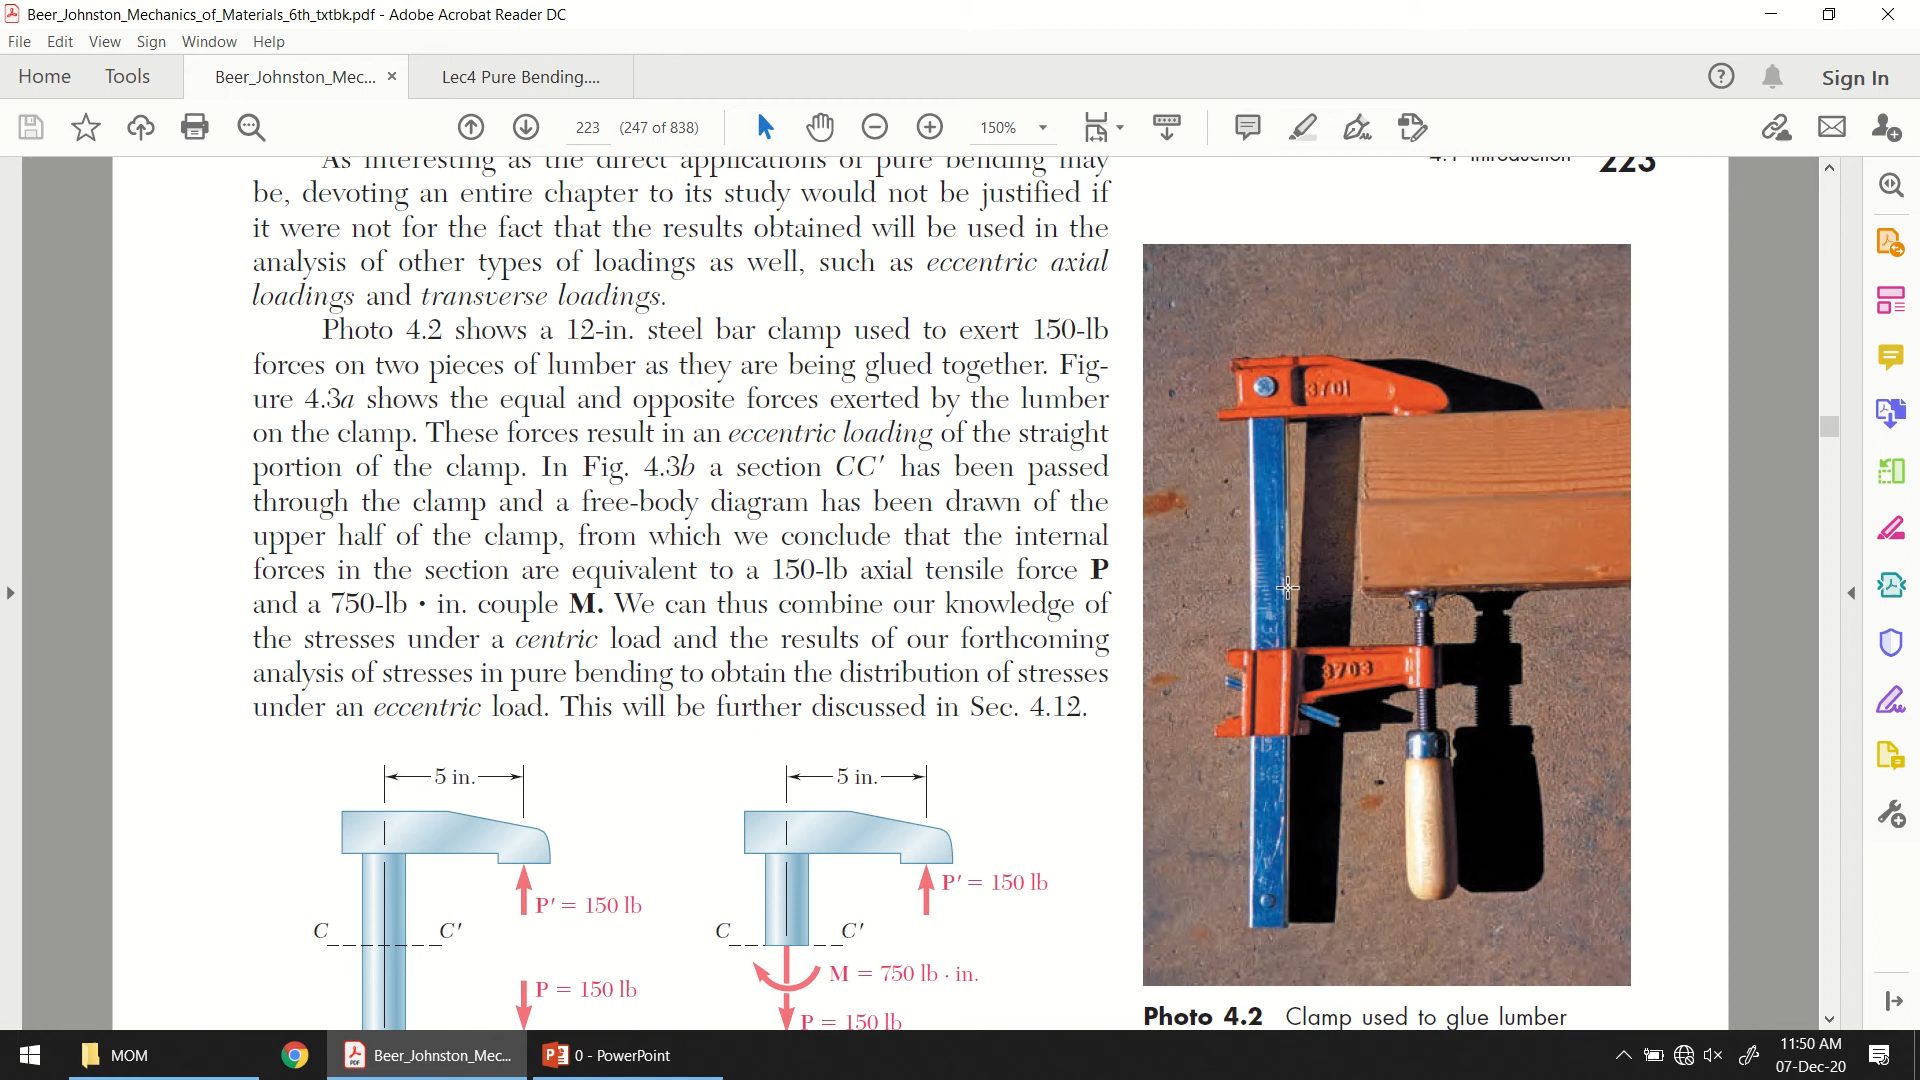 Beer_Johnston_Mechanics_of_Materials_6th_txtbk.pdf - Adobe Acrobat Reader DC
File Edit View Sign Window Help
Home Tools Beer_Johnston_Mec... × Lec4 Pure Bending.... Sign In
223 (247 of 838) 150%
As interesting as the direct applications of pure bending may
be, devoting an entire chapter to its study would not be justified if
it were not for the fact that the results obtained will be used in the
analysis of other types of loadings as well, such as eccentric axial
loadings and transverse loadings.
Photo 4.2 shows a 12-in. steel bar clamp used to exert 150-lb
forces on two pieces of lumber as they are being glued together. Fig-
ure 4.3a shows the equal and opposite forces exerted by the lumber
on the clamp. These forces result in an eccentric loading of the straight
portion of the clamp. In Fig. 4.3b a section CC' has been passed
through the clamp and a free-body diagram has been drawn of the
upper half of the clamp, from which we conclude that the internal
forces in the section are equivalent to a 150-lb axial tensile force P
and a 750-lb · in. couple M. We can thus combine our knowledge of
the stresses under a centric load and the results of our forthcoming
analysis of stresses in pure bending to obtain the distribution of stresses
under an eccentric load. This will be further discussed in Sec. 4.12.
4.1 Introduction 223
3701
3703
5 in.
P' = 150 lb
C C'
P = 150 lb
5 in.
P' = 150 lb
C C'
M = 750 lb · in.
P = 150 lb
Photo 4.2 Clamp used to glue lumber
MOM Beer_Johnston_Mec... 0 - PowerPoint
11:50 AM
07-Dec-20